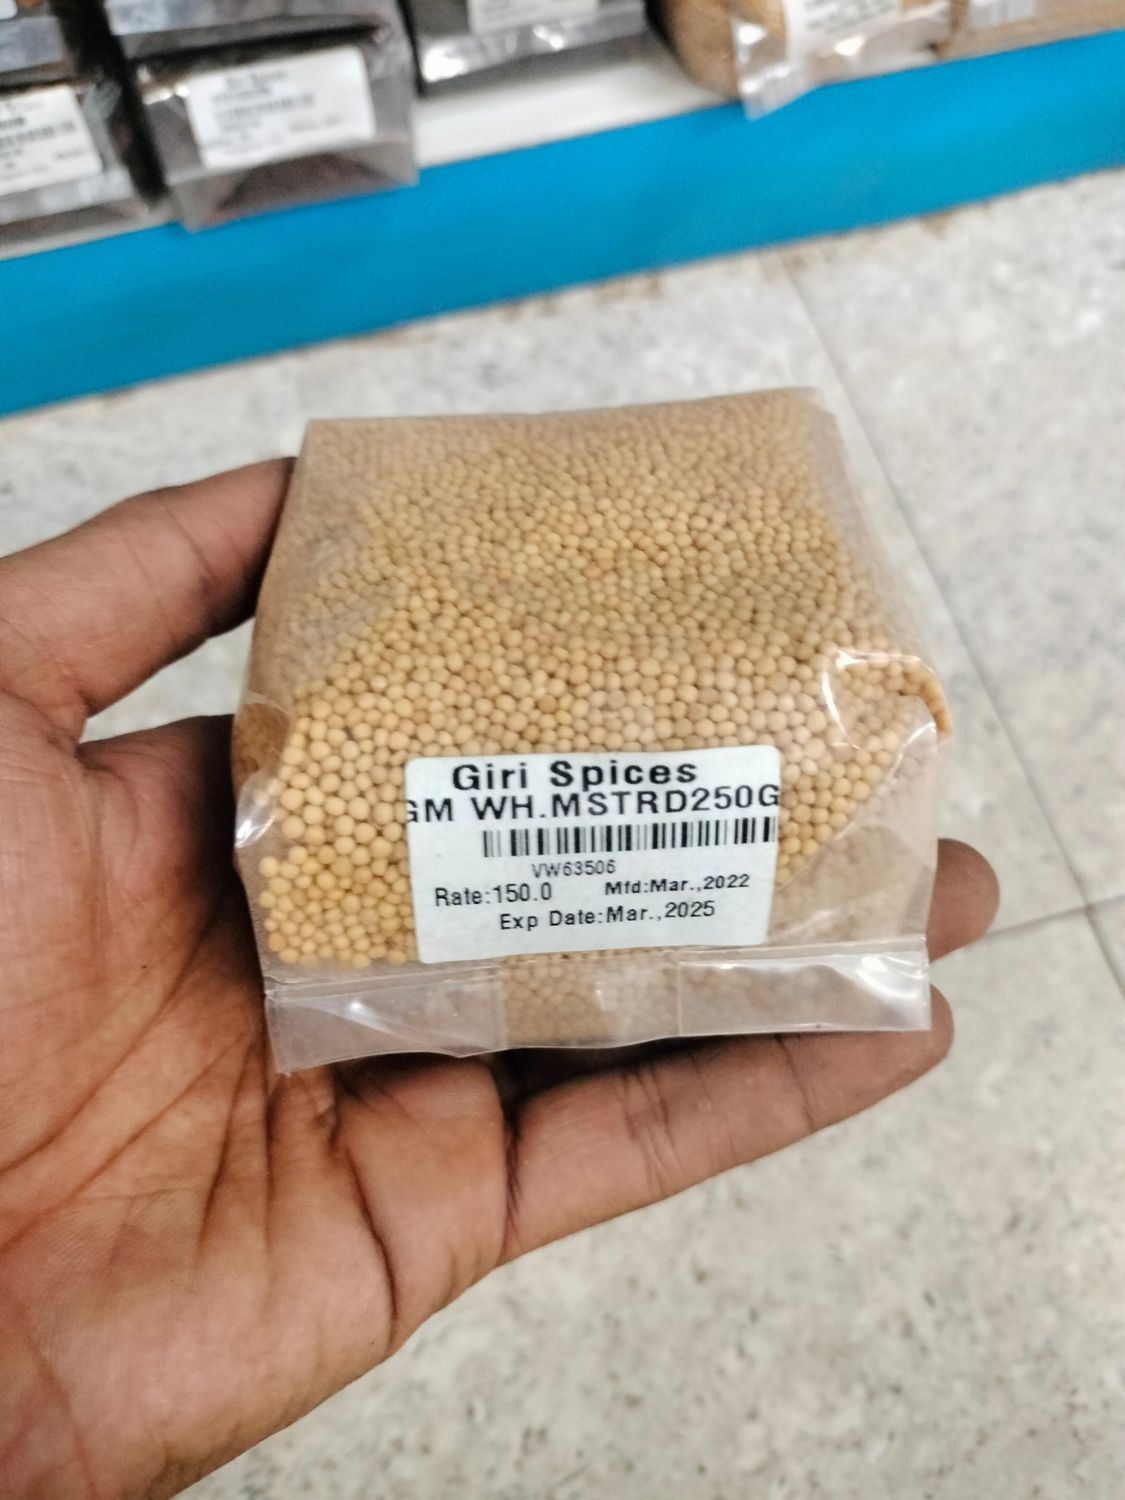 Giri Spices
GM WH.MSTRD250G
VW63506
Rate:150.0 Mfd:Mar.,2022
Exp Date:Mar.,2025